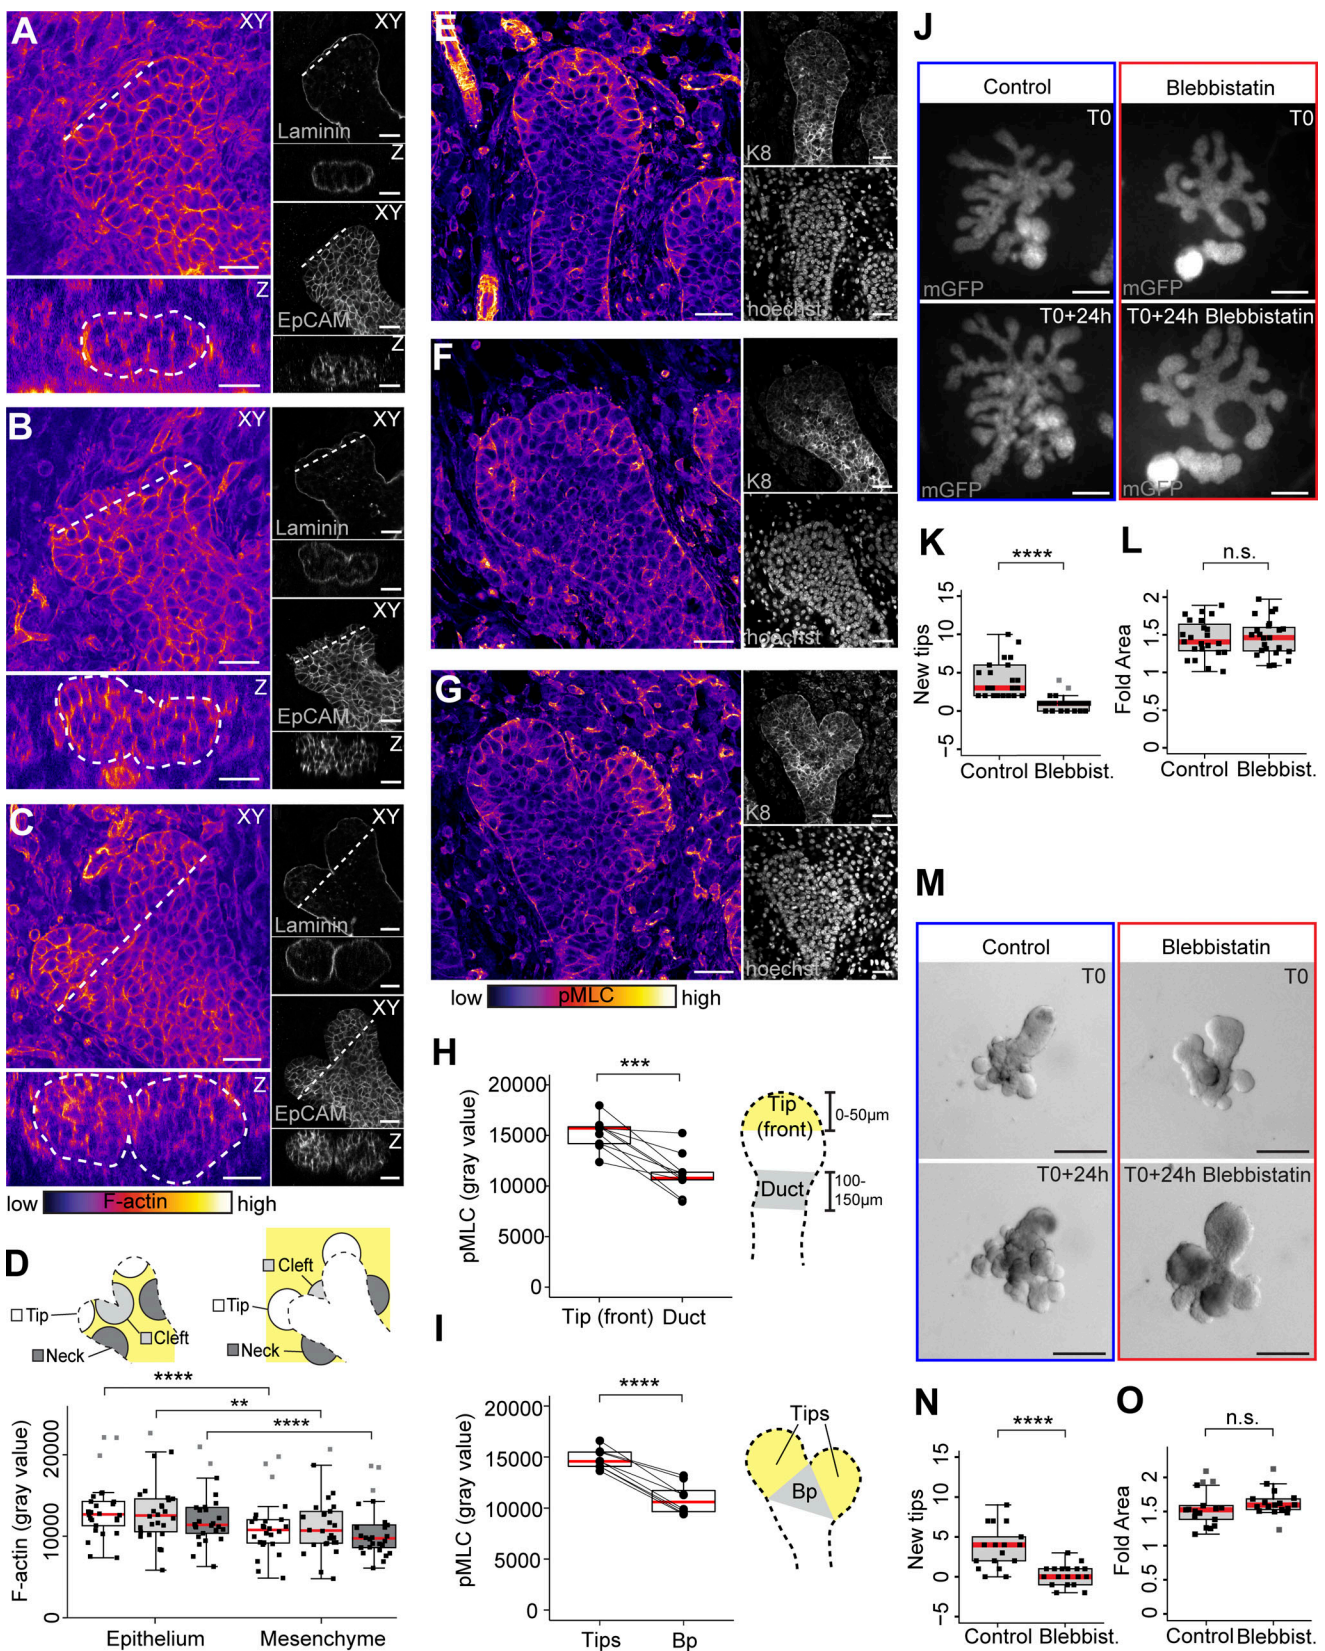 A
XY
XY
Laminin
Z
XY
EpCAM
Z
Z
B
XY
XY
Laminin
Z
XY
EpCAM
Z
Z
C
XY
XY
Laminin
Z
XY
EpCAM
Z
Z
low F-actin high
D
Tip
Cleft
Neck
Cleft
Tip
Neck
****
**
****
F-actin (gray value)
20000
10000
0
Epithelium Mesenchyme
E
K8
hoechst
F
K8
hoechst
G
K8
hoechst
low pMLC high
H
***
pMLC (gray value)
20000
15000
10000
5000
0
Tip (front) Duct
Tip
(front)
0-50µm
Duct
100-
150µm
I
****
pMLC (gray value)
20000
15000
10000
5000
0
Tips Bp
Tips
Bp
J
Control
Blebbistatin
T0
mGFP
T0
mGFP
T0+24h
mGFP
T0+24h Blebbistatin
mGFP
K
****
New tips
15
10
5
0
−5
Control Blebbist.
L
n.s.
Fold Area
2
1.5
1
0.5
0
Control Blebbist.
M
Control
Blebbistatin
T0
T0
T0+24h
T0+24h Blebbistatin
N
****
New tips
15
10
5
0
−5
Control Blebbist.
O
n.s.
Fold Area
2
1.5
1
0.5
0
Control Blebbist.